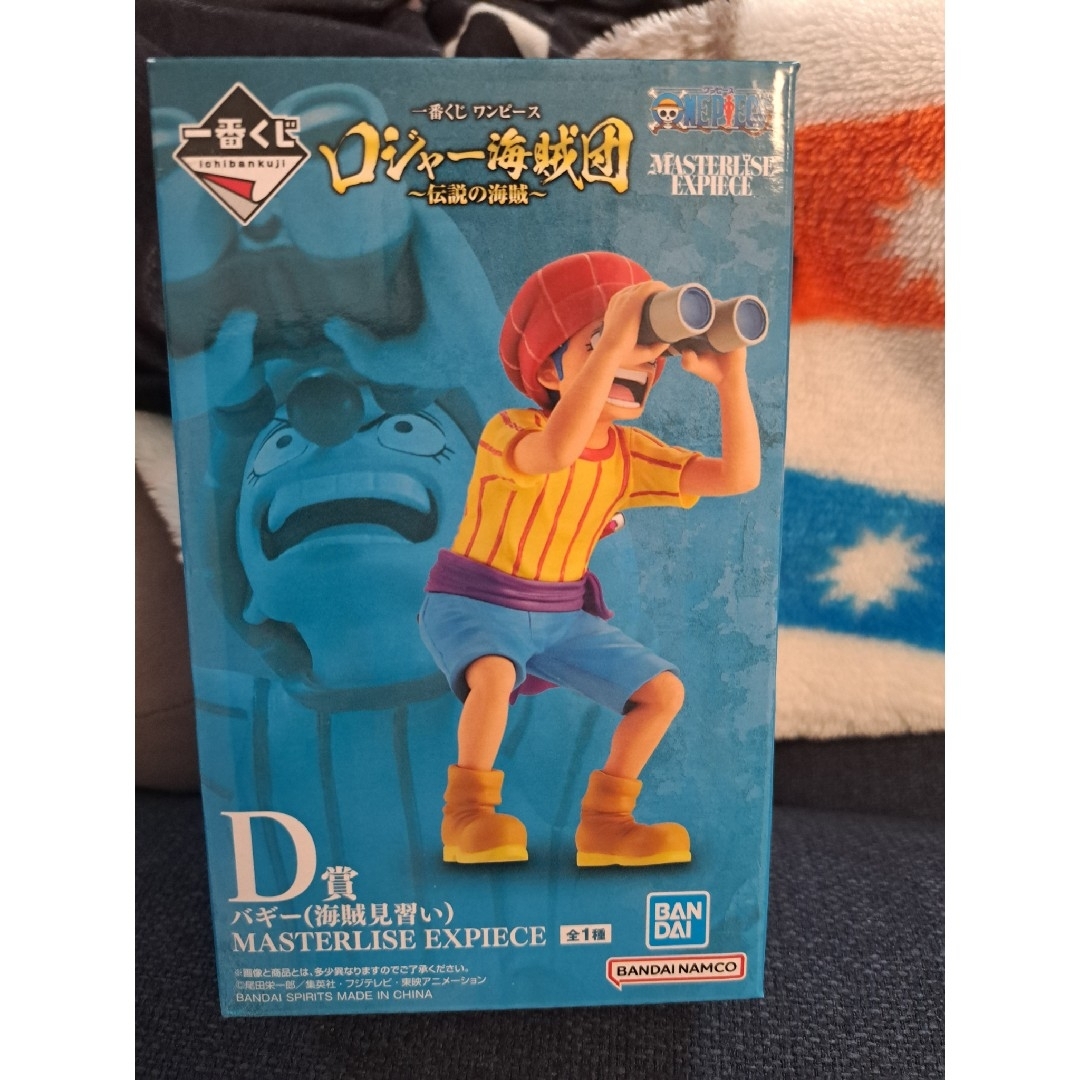 一番くじ
ichibankuji
一番くじ ワンピース
ロジャー海賊団
～伝説の海賊～
ワンピース
ONE PIECE
MASTERLISE
EXPIECE
D賞
バギー(海賊見習い)
MASTERLISE EXPIECE 全1種
※画像と商品とは、多少異なりますのでご了承ください。
©尾田栄一郎／集英社・フジテレビ・東映アニメーション
BANDAI SPIRITS MADE IN CHINA
BAN
DAI
BANDAI NAMCO